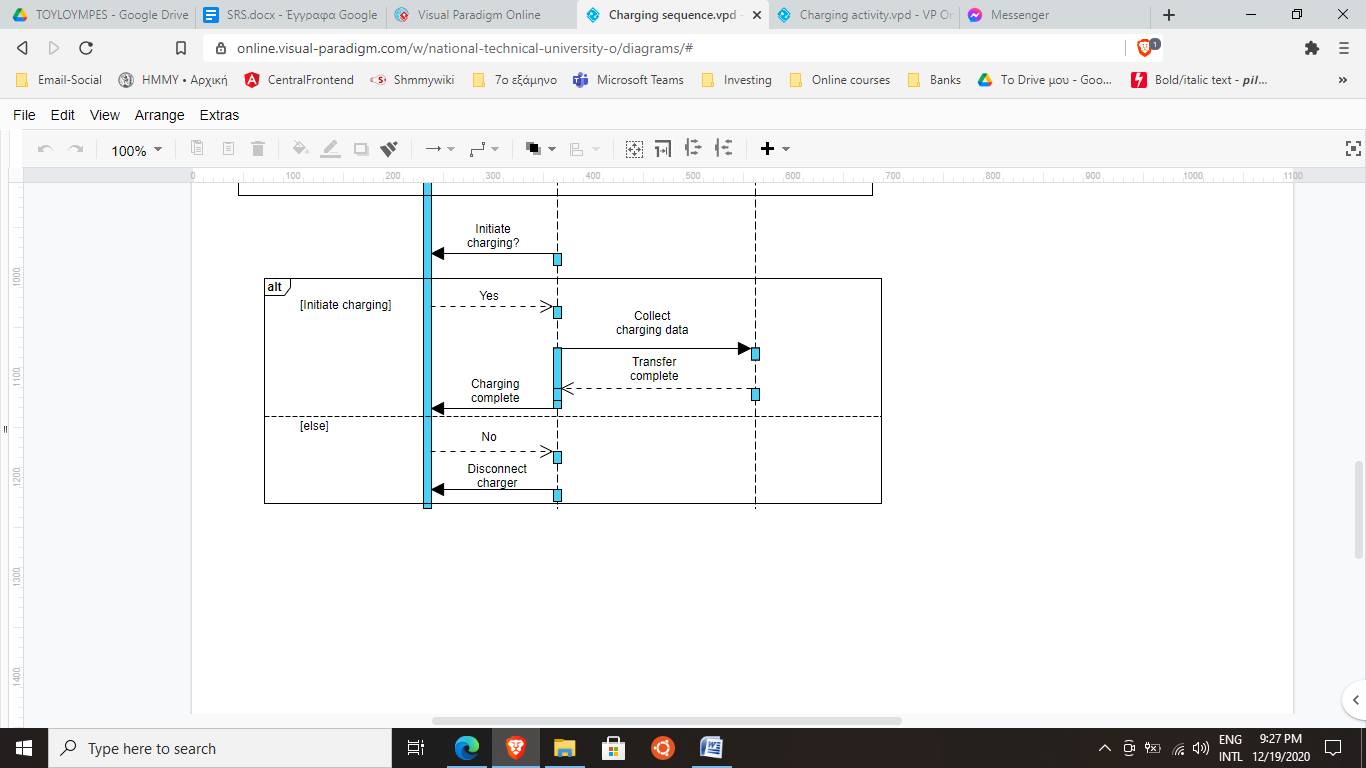 TOYLOYMPES - Google Drive
SRS.docx - Έγγραφα Google
Visual Paradigm Online
Charging sequence.vpd -
Charging activity.vpd - VP On
Messenger
online.visual-paradigm.com/w/national-technical-university-o/diagrams/#
1
Email-Social
HMMY • Αρχική
CentralFrontend
Shmmywiki
7ο εξάμηνο
Microsoft Teams
Investing
Online courses
Banks
Το Drive μου - Goo...
Bold/italic text - pil...
»
File Edit View Arrange Extras
100%
0 100 200 300 400 500 600 700 800 900 1000 1100
Initiate
charging?
1000
alt
[Initiate charging]
Yes
Collect
charging data
1100
Transfer
complete
Charging
complete
[else]
No
1200
Disconnect
charger
1300
1400
Type here to search
ENG
INTL
9:27 PM
12/19/2020